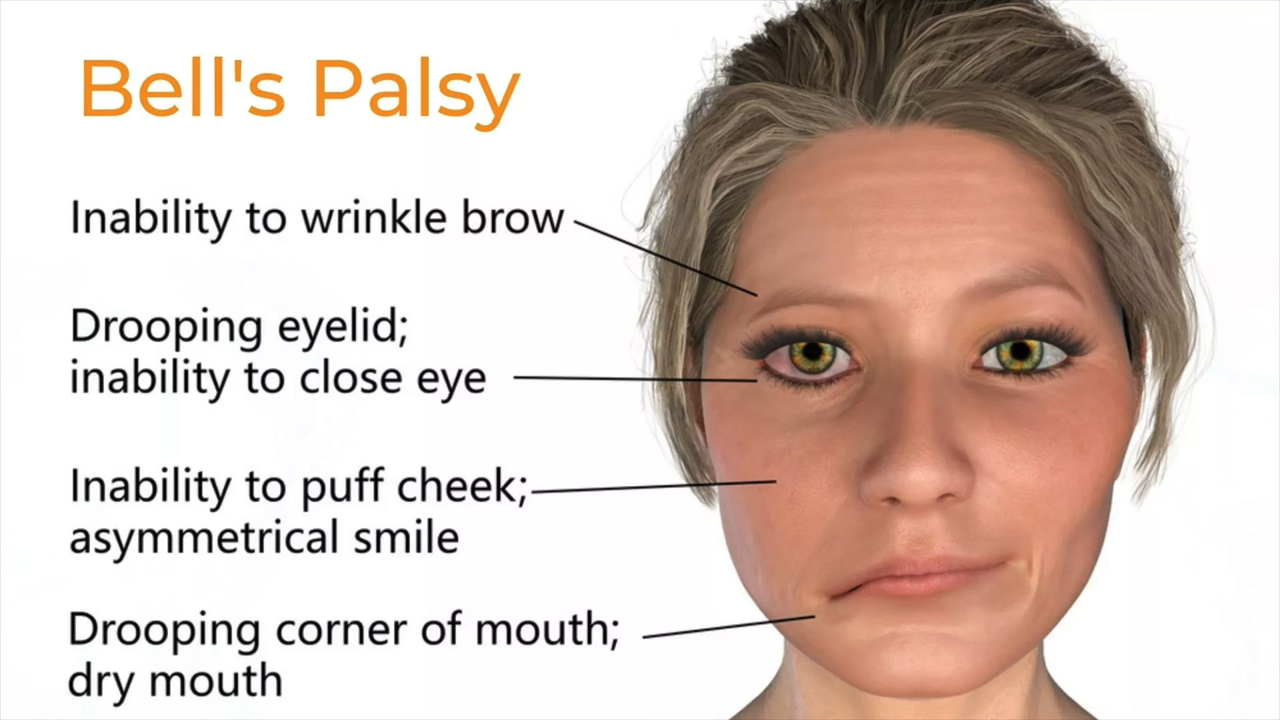 Bell's Palsy
Inability to wrinkle brow
Drooping eyelid;
inability to close eye
Inability to puff cheek;
asymmetrical smile
Drooping corner of mouth;
dry mouth